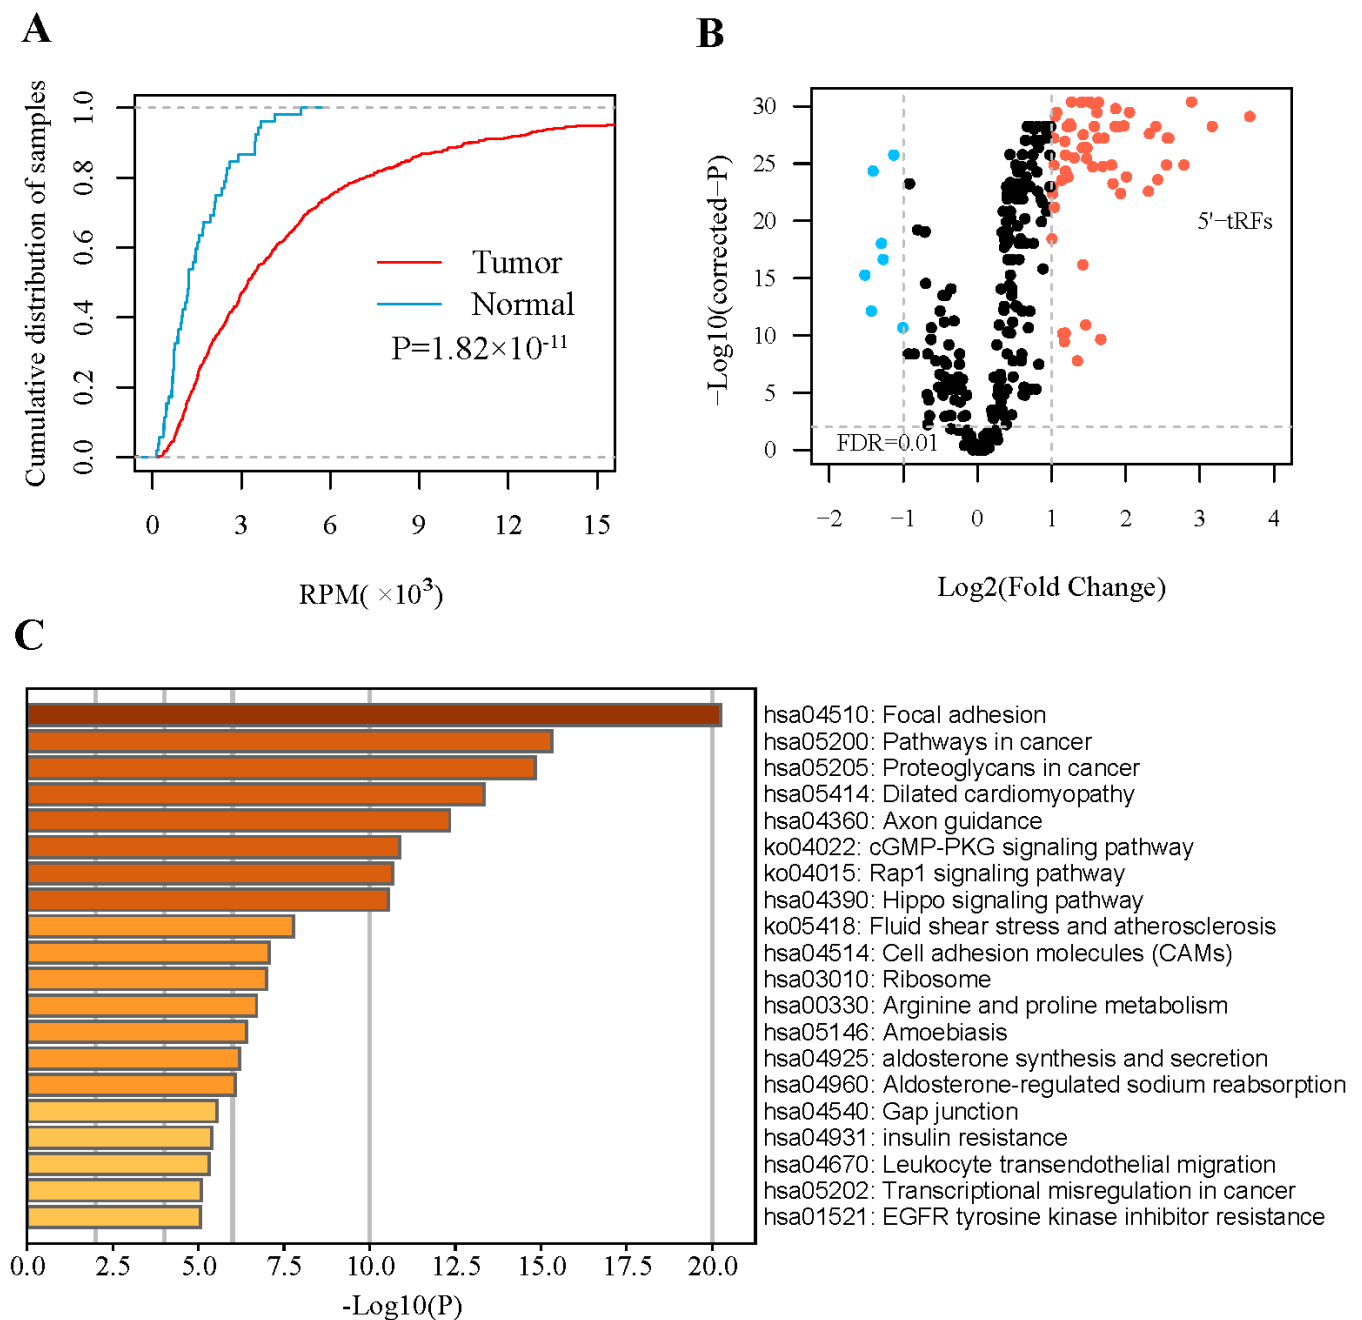 A
Cumulative distribution of samples
0.0 0.2 0.4 0.6 0.8 1.0
Tumor
Normal
P=1.82×10⁻¹¹
0 3 6 9 12 15
RPM( ×10³)
B
−Log10(corrected−P)
30
25
20
15
10
5
0
5'−tRFs
FDR=0.01
−2 −1 0 1 2 3 4
Log2(Fold Change)
C
hsa04510: Focal adhesion
hsa05200: Pathways in cancer
hsa05205: Proteoglycans in cancer
hsa05414: Dilated cardiomyopathy
hsa04360: Axon guidance
ko04022: cGMP-PKG signaling pathway
ko04015: Rap1 signaling pathway
hsa04390: Hippo signaling pathway
ko05418: Fluid shear stress and atherosclerosis
hsa04514: Cell adhesion molecules (CAMs)
hsa03010: Ribosome
hsa00330: Arginine and proline metabolism
hsa05146: Amoebiasis
hsa04925: aldosterone synthesis and secretion
hsa04960: Aldosterone-regulated sodium reabsorption
hsa04540: Gap junction
hsa04931: insulin resistance
hsa04670: Leukocyte transendothelial migration
hsa05202: Transcriptional misregulation in cancer
hsa01521: EGFR tyrosine kinase inhibitor resistance
0.0 2.5 5.0 7.5 10.0 12.5 15.0 17.5 20.0
-Log10(P)